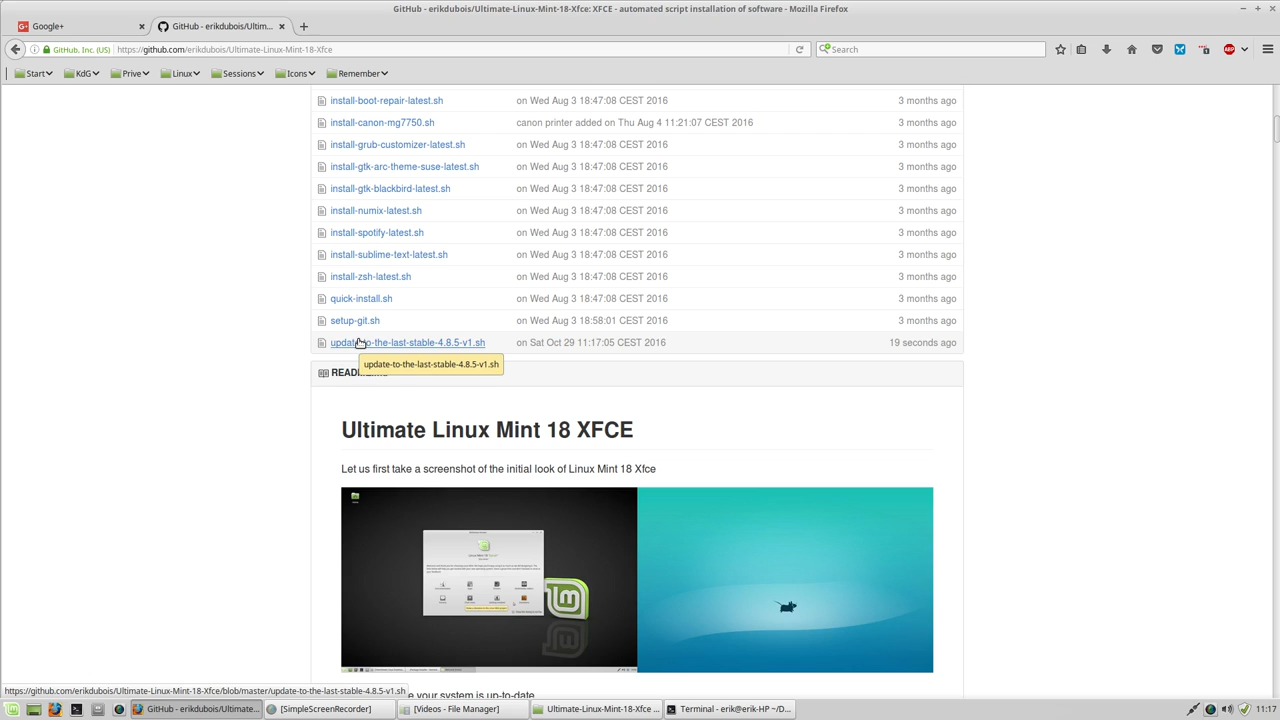 GitHub - erikdubois/Ultimate-Linux-Mint-18-Xfce: XFCE - automated script installation of software - Mozilla Firefox
Google+
GitHub - erikdubois/Ultim...
GitHub, Inc. (US)
https://github.com/erikdubois/Ultimate-Linux-Mint-18-Xfce
Search
ABP
Start
KdG
Prive
Linux
Sessions
Icons
Remember
install-boot-repair-latest.sh on Wed Aug 3 18:47:08 CEST 2016 3 months ago
install-canon-mg7750.sh canon printer added on Thu Aug 4 11:21:07 CEST 2016 3 months ago
install-grub-customizer-latest.sh on Wed Aug 3 18:47:08 CEST 2016 3 months ago
install-gtk-arc-theme-suse-latest.sh on Wed Aug 3 18:47:08 CEST 2016 3 months ago
install-gtk-blackbird-latest.sh on Wed Aug 3 18:47:08 CEST 2016 3 months ago
install-numix-latest.sh on Wed Aug 3 18:47:08 CEST 2016 3 months ago
install-spotify-latest.sh on Wed Aug 3 18:47:08 CEST 2016 3 months ago
install-sublime-text-latest.sh on Wed Aug 3 18:47:08 CEST 2016 3 months ago
install-zsh-latest.sh on Wed Aug 3 18:47:08 CEST 2016 3 months ago
quick-install.sh on Wed Aug 3 18:47:08 CEST 2016 3 months ago
setup-git.sh on Wed Aug 3 18:58:01 CEST 2016 3 months ago
update-to-the-last-stable-4.8.5-v1.sh on Sat Oct 29 11:17:05 CEST 2016 19 seconds ago
update-to-the-last-stable-4.8.5-v1.sh
Ultimate Linux Mint 18 XFCE
Let us first take a screenshot of the initial look of Linux Mint 18 Xfce
your system is up-to-date
https://github.com/erikdubois/Ultimate-Linux-Mint-18-Xfce/blob/master/update-to-the-last-stable-4.8.5-v1.sh
GitHub - erikdubois/Ultimate...
[SimpleScreenRecorder]
[Videos - File Manager]
Ultimate-Linux-Mint-18-Xfce ...
Terminal - erik@erik-HP ~/D...
11:17